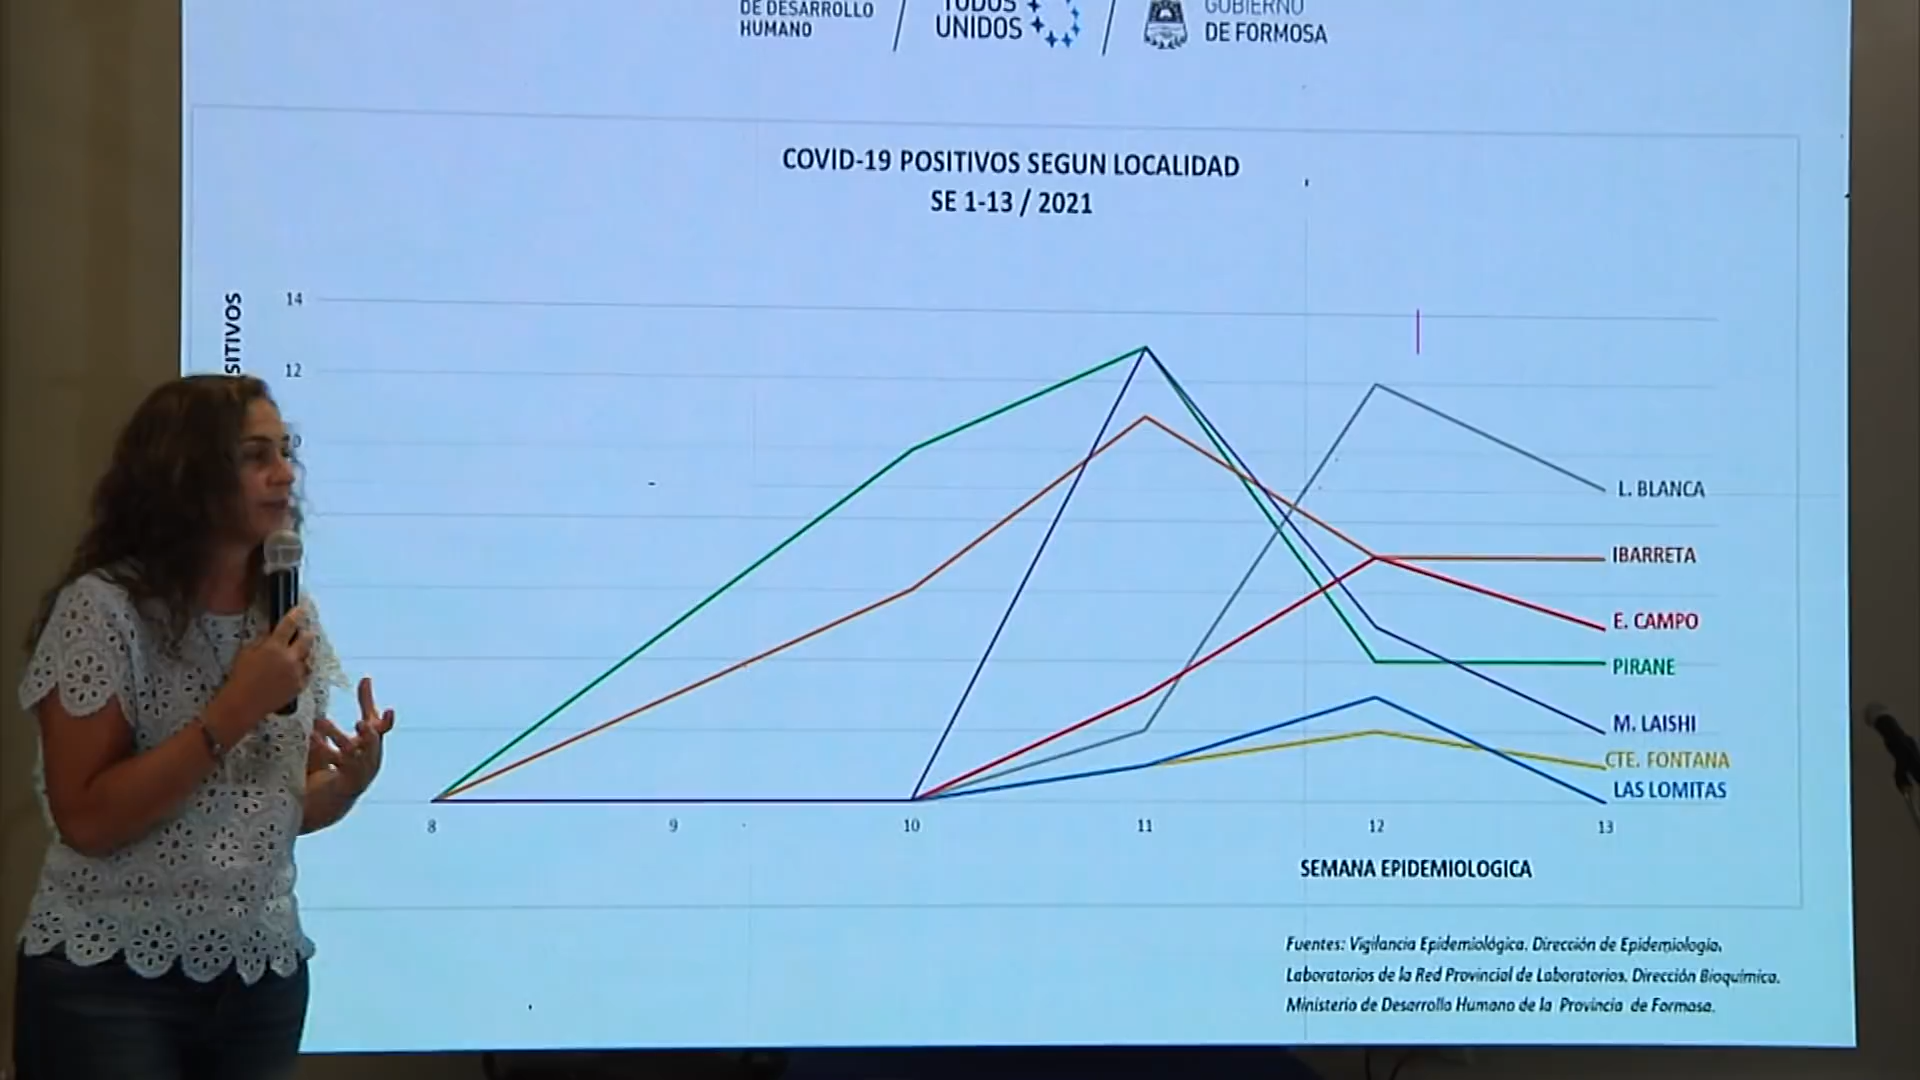 DE DESARROLLO
HUMANO
TODOS
UNIDOS
GOBIERNO
DE FORMOSA
COVID-19 POSITIVOS SEGUN LOCALIDAD
SE 1-13 / 2021
SITIVOS
14
12
0
L. BLANCA
IBARRETA
E. CAMPO
PIRANE
M. LAISHI
CTE. FONTANA
LAS LOMITAS
8 9 10 11 12 13
SEMANA EPIDEMIOLOGICA
Fuentes: Vigilancia Epidemiológica. Dirección de Epidemiologia.
Laboratorios de la Red Provincial de Laboratorios. Dirección Bioquímica.
Ministerio de Desarrollo Humano de la Provincia de Formosa.